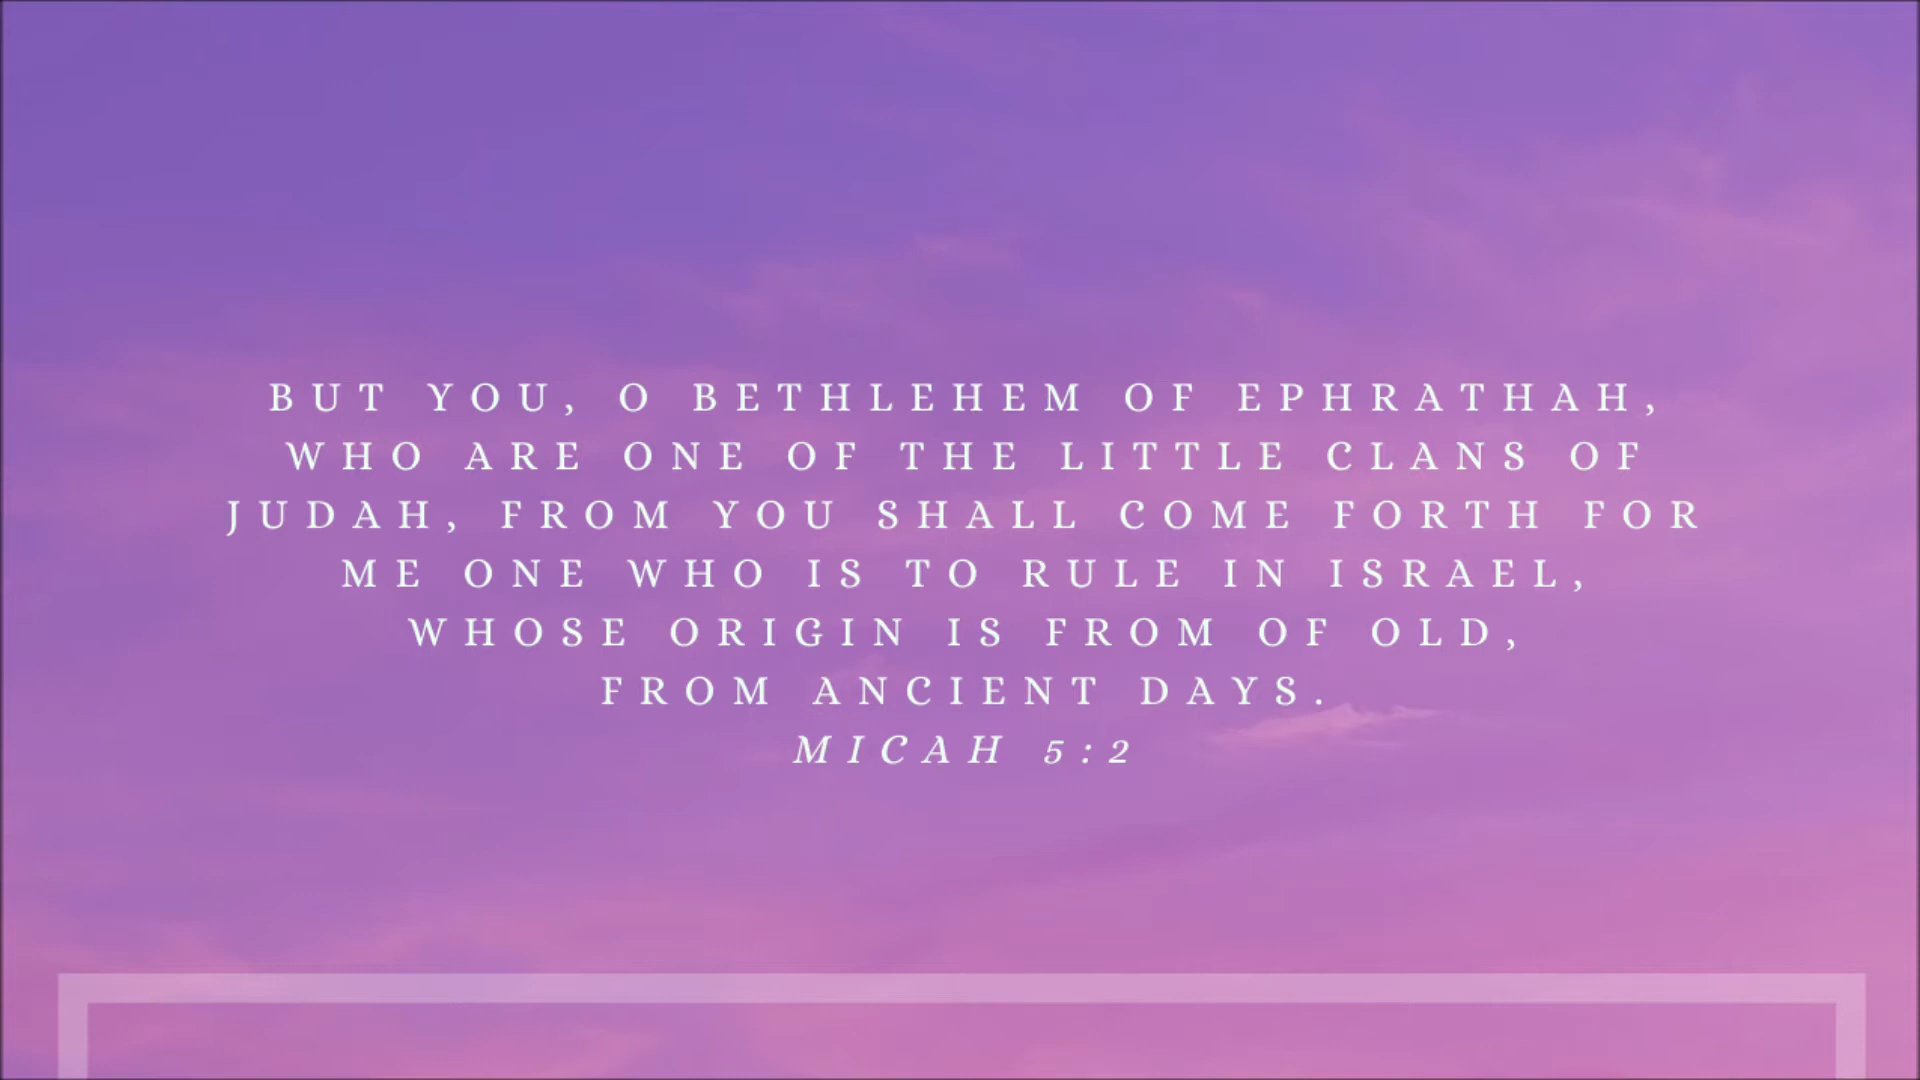 BUT YOU, O BETHLEHEM OF EPHRATHAH,
WHO ARE ONE OF THE LITTLE CLANS OF
JUDAH, FROM YOU SHALL COME FORTH FOR
ME ONE WHO IS TO RULE IN ISRAEL,
WHOSE ORIGIN IS FROM OF OLD,
FROM ANCIENT DAYS.
MICAH 5:2